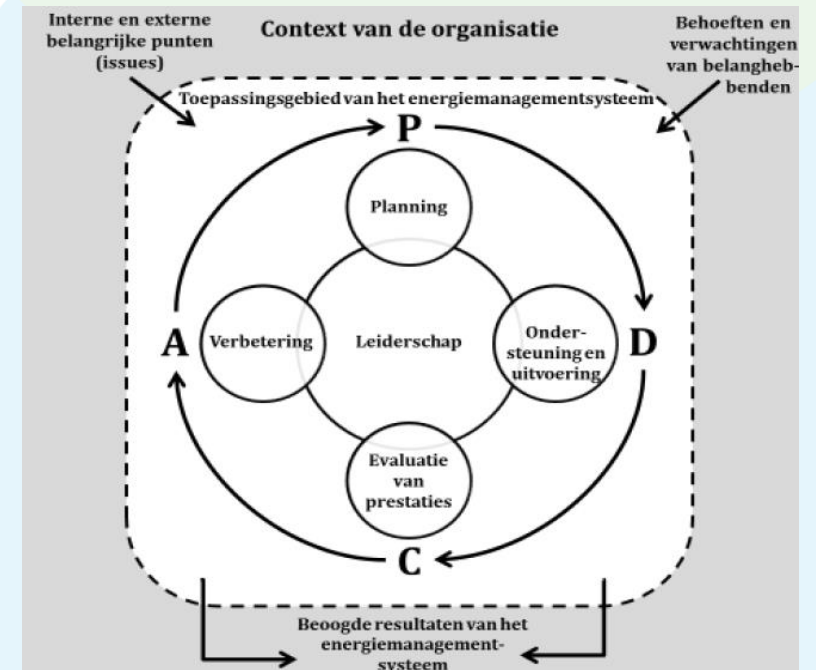 Interne en externe
belangrijke punten
(issues)
Context van de organisatie
Behoeften en
verwachtingen
van belangheb-
benden
Toepassingsgebied van het energiemanagementsysteem
P
Planning
A
Verbetering
Leiderschap
Onder-
steuning en
uitvoering
D
Evaluatie
van
prestaties
C
Beoogde resultaten van het
energiemanagement-
systeem